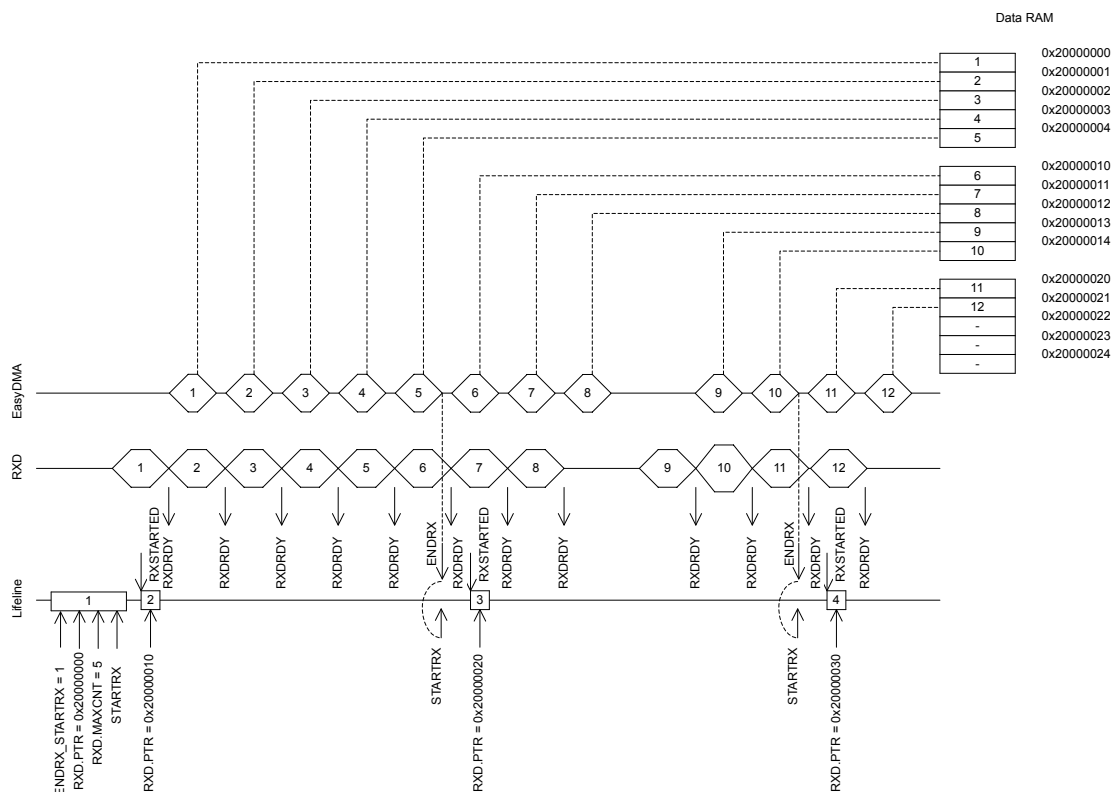 Data RAM
1 0x20000000
2 0x20000001
3 0x20000002
4 0x20000003
5 0x20000004
6 0x20000010
7 0x20000011
8 0x20000012
9 0x20000013
10 0x20000014
11 0x20000020
12 0x20000021
- 0x20000022
- 0x20000023
- 0x20000024
EasyDMA
1 2 3 4 5 6 7 8 9 10 11 12
RXD
1 2 3 4 5 6 7 8 9 10 11 12
RXSTARTED
RXDRDY
RXDRDY
RXDRDY
RXDRDY
RXDRDY
ENDRX
RXDRDY
RXSTARTED
RXDRDY
RXDRDY
RXDRDY
RXDRDY
ENDRX
RXDRDY
RXSTARTED
RXDRDY
Lifeline
1 2 3 4
ENDRX_STARTRX = 1
RXD.PTR = 0x20000000
RXD.MAXCNT = 5
STARTRX
RXD.PTR = 0x20000010
STARTRX
RXD.PTR = 0x20000020
STARTRX
RXD.PTR = 0x20000030